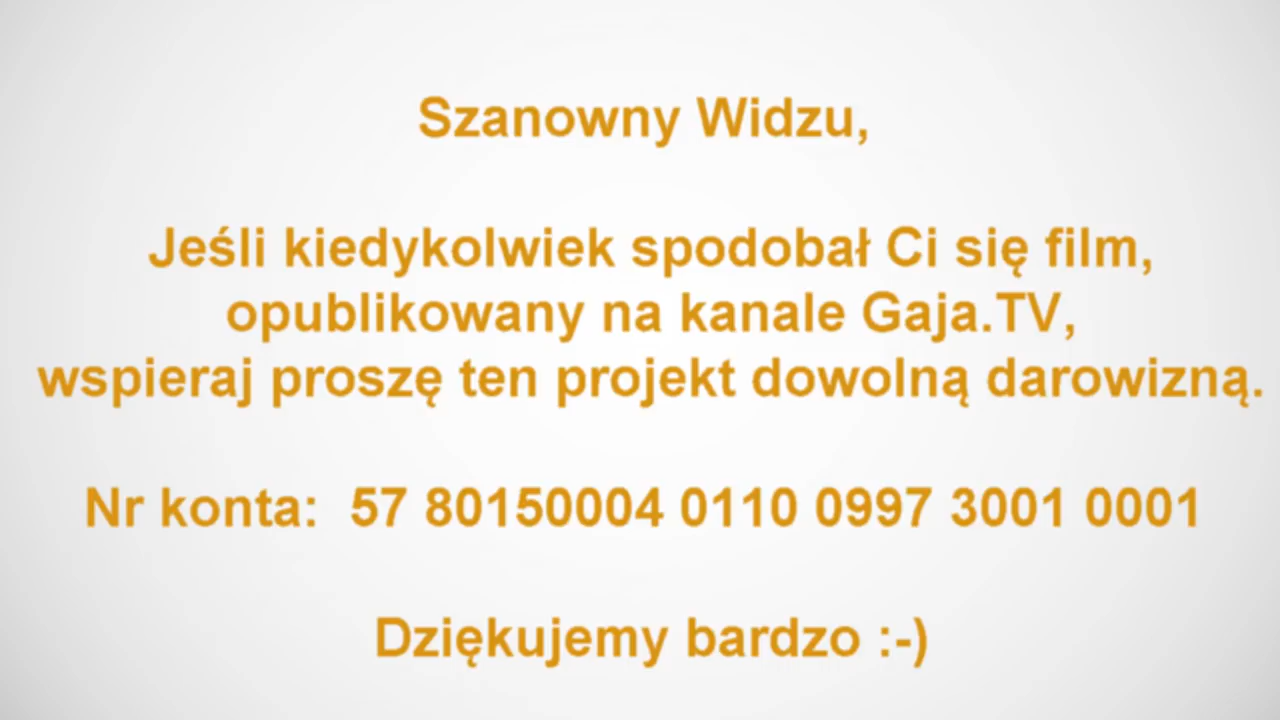 Szanowny Widzu,
Jeśli kiedykolwiek spodobał Ci się film,
opublikowany na kanale Gaja.TV,
wspieraj proszę ten projekt dowolną darowizną.
Nr konta: 57 80150004 0110 0997 3001 0001
Dziękujemy bardzo :-)